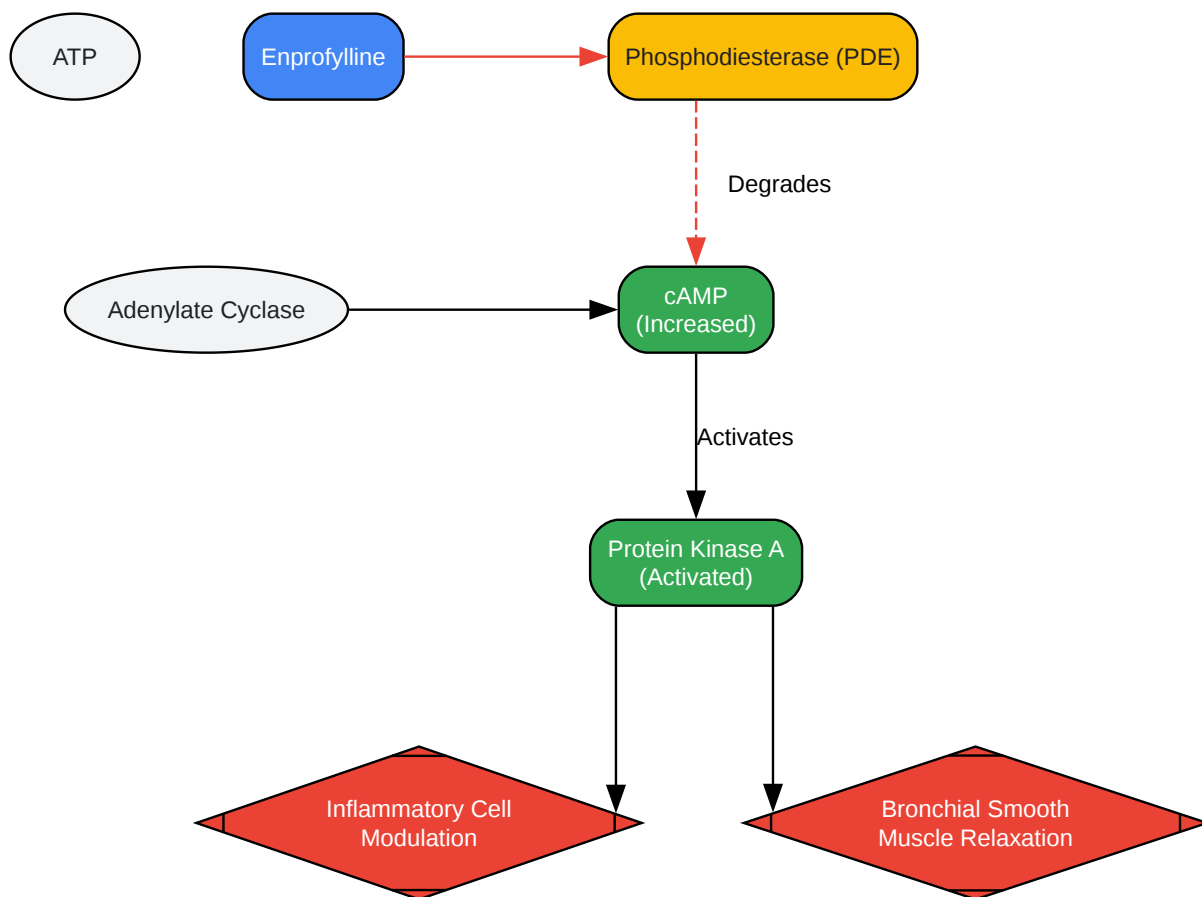 ATP
Enprofylline
Phosphodiesterase (PDE)
Degrades
Adenylate Cyclase
cAMP
(Increased)
Activates
Protein Kinase A
(Activated)
Inflammatory Cell
Modulation
Bronchial Smooth
Muscle Relaxation